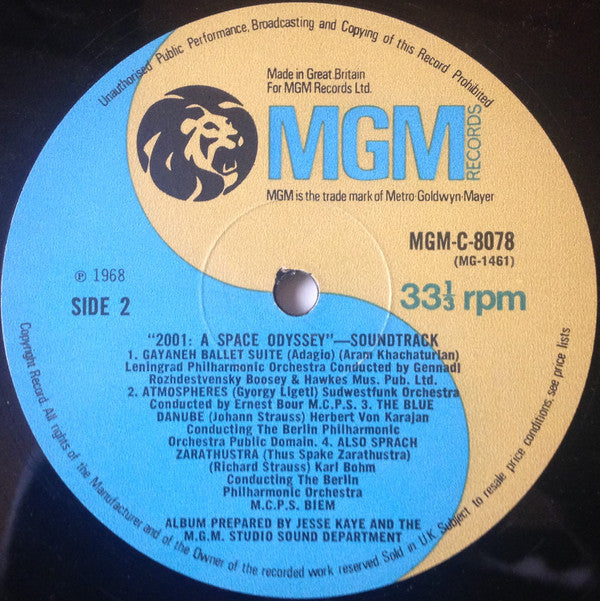 Unauthorised Public Performance, Broadcasting and Copying of this Record Prohibited
Made in Great Britain
For MGM Records Ltd.
MGM
RECORDS
MGM is the trade mark of Metro-Goldwyn-Mayer
MGM-C-8078
(MG-1461)
℗ 1968
SIDE 2
33⅓ rpm
"2001: A SPACE ODYSSEY"—SOUNDTRACK
1. GAYANEH BALLET SUITE (Adagio) (Aram Khachaturian)
Leningrad Philharmonic Orchestra Conducted by Gennadi
Rozhdestvensky Boosey & Hawkes Mus. Pub. Ltd.
2. ATMOSPHERES (Gyorgy Ligeti) Sudwestfunk Orchestra
Conducted by Ernest Bour M.C.P.S. 3. THE BLUE
DANUBE (Johann Strauss) Herbert Von Karajan
Conducting The Berlin Philharmonic
Orchestra Public Domain. 4. ALSO SPRACH
ZARATHUSTRA (Thus Spake Zarathustra)
(Richard Strauss) Karl Bohm
Conducting The Berlin
Philharmonic Orchestra
M.C.P.S. BIEM
ALBUM PREPARED BY JESSE KAYE AND THE
M.G.M. STUDIO SOUND DEPARTMENT
Copyright Record. All rights of the Manufacturer and of the Owner of the recorded work reserved Sold in U.K. Subject to resale price conditions, see price lists